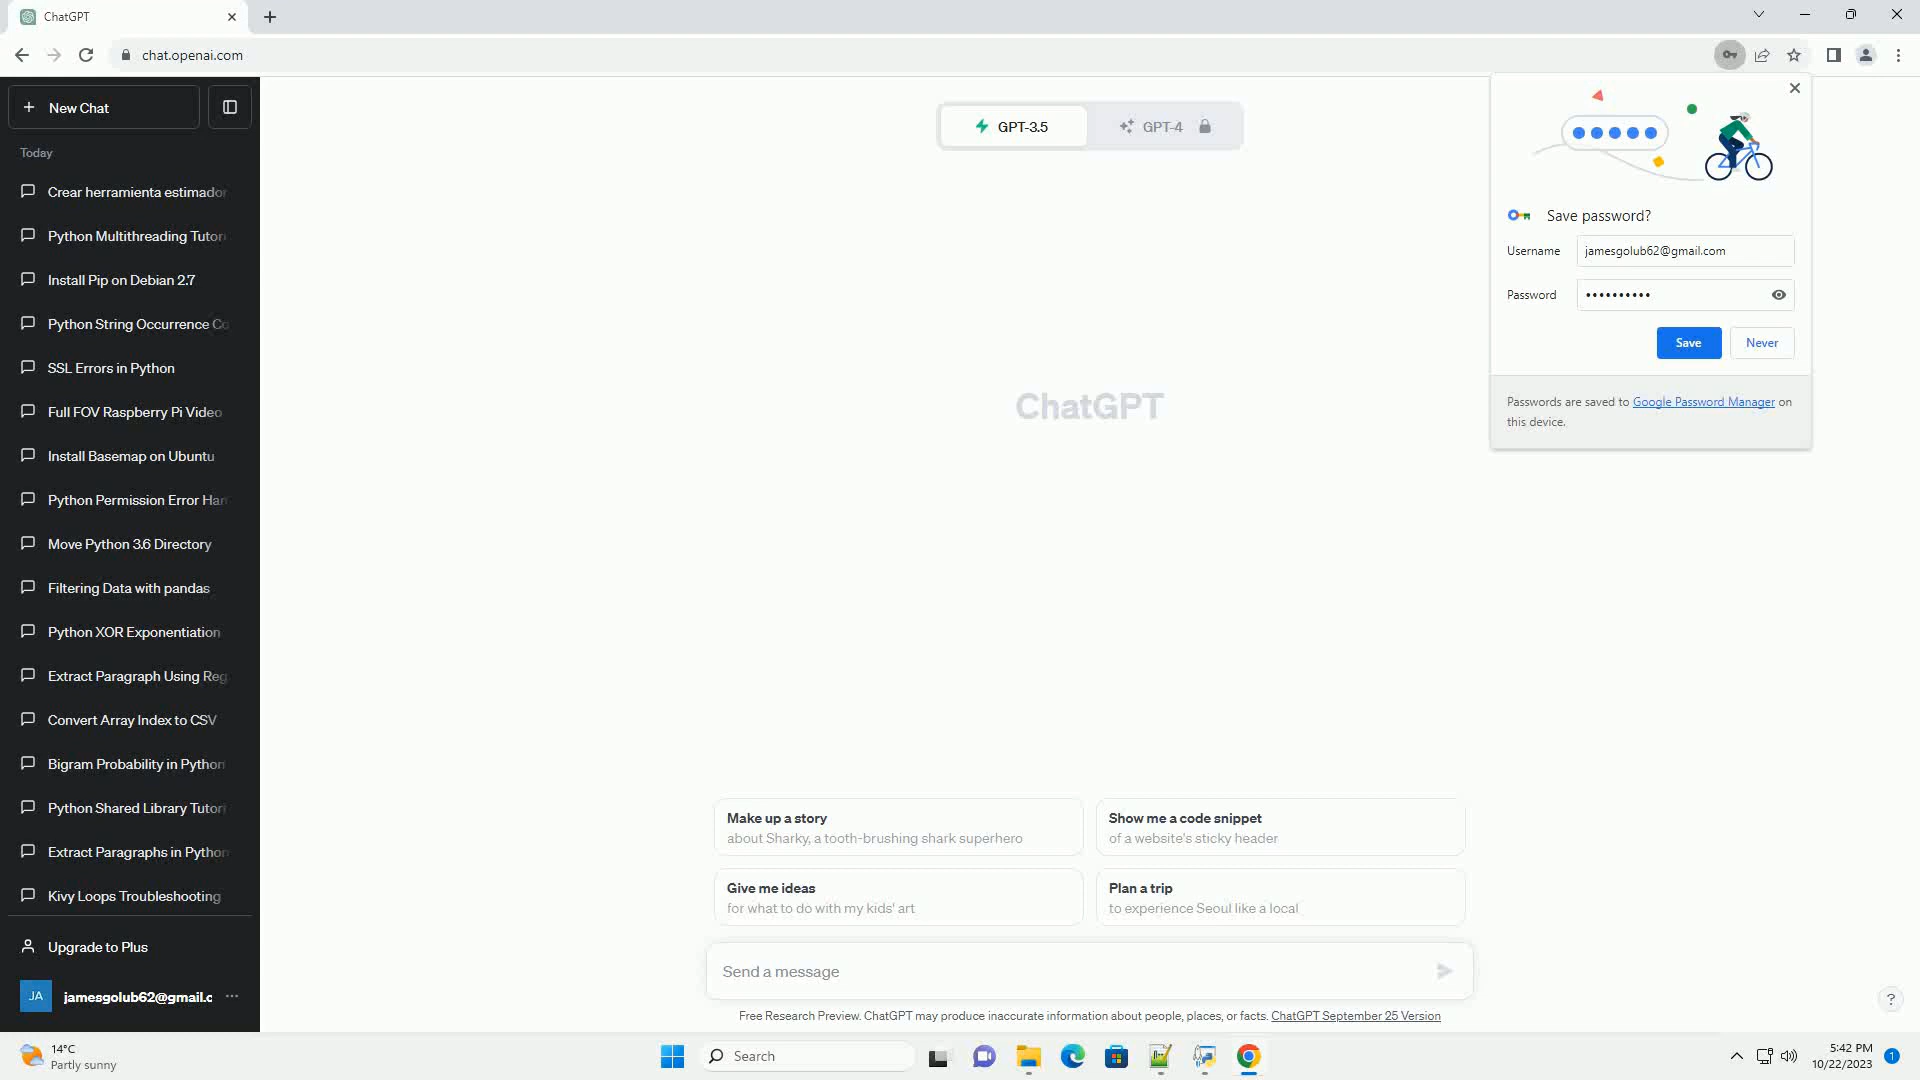 ChatGPT
chat.openai.com
New Chat
Today
Crear herramienta estimador
Python Multithreading Tutori
Install Pip on Debian 2.7
Python String Occurrence Co
SSL Errors in Python
Full FOV Raspberry Pi Video
Install Basemap on Ubuntu
Python Permission Error Han
Move Python 3.6 Directory
Filtering Data with pandas
Python XOR Exponentiation
Extract Paragraph Using Reg
Convert Array Index to CSV
Bigram Probability in Python
Python Shared Library Tutori
Extract Paragraphs in Python
Kivy Loops Troubleshooting
Upgrade to Plus
JA jamesgolub62@gmail.c
GPT-3.5
GPT-4
ChatGPT
Make up a story
about Sharky, a tooth-brushing shark superhero
Show me a code snippet
of a website's sticky header
Give me ideas
for what to do with my kids' art
Plan a trip
to experience Seoul like a local
Send a message
Free Research Preview. ChatGPT may produce inaccurate information about people, places, or facts. ChatGPT September 25 Version
Save password?
Username jamesgolub62@gmail.com
Password ••••••••••
Save Never
Passwords are saved to Google Password Manager on
this device.
?
14°C
Partly sunny
Search
5:42 PM
10/22/2023
1